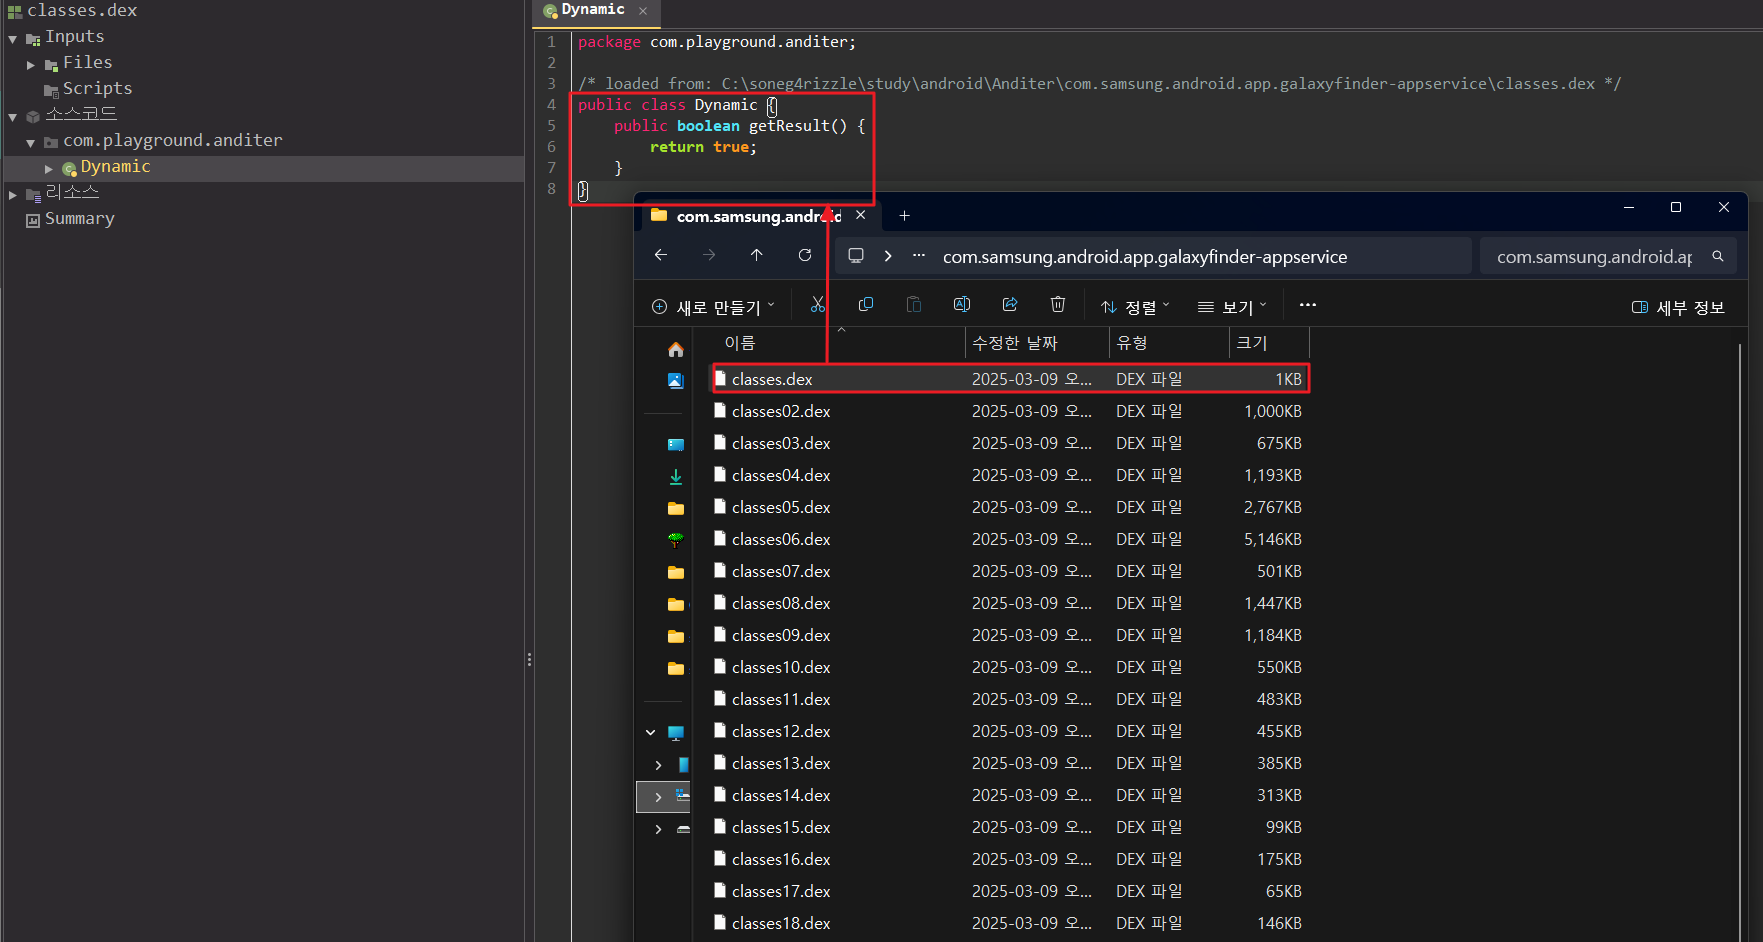 classes.dex
Inputs
Files
Scripts
소스코드
com.playground.anditer
Dynamic
리소스
Summary
Dynamic
1 package com.playground.anditer;
2
3 /* loaded from: C:\soneg4rizzle\study\android\Anditer\com.samsung.android.app.galaxyfinder-appservice\classes.dex */
4 public class Dynamic {
5 public boolean getResult() {
6 return true;
7 }
8 }
com.samsung.android
com.samsung.android.app.galaxyfinder-appservice
com.samsung.android.ap
새로 만들기
정렬
보기
세부 정보
이름 수정한 날짜 유형 크기
classes.dex 2025-03-09 오... DEX 파일 1KB
classes02.dex 2025-03-09 오... DEX 파일 1,000KB
classes03.dex 2025-03-09 오... DEX 파일 675KB
classes04.dex 2025-03-09 오... DEX 파일 1,193KB
classes05.dex 2025-03-09 오... DEX 파일 2,767KB
classes06.dex 2025-03-09 오... DEX 파일 5,146KB
classes07.dex 2025-03-09 오... DEX 파일 501KB
classes08.dex 2025-03-09 오... DEX 파일 1,447KB
classes09.dex 2025-03-09 오... DEX 파일 1,184KB
classes10.dex 2025-03-09 오... DEX 파일 550KB
classes11.dex 2025-03-09 오... DEX 파일 483KB
classes12.dex 2025-03-09 오... DEX 파일 455KB
classes13.dex 2025-03-09 오... DEX 파일 385KB
classes14.dex 2025-03-09 오... DEX 파일 313KB
classes15.dex 2025-03-09 오... DEX 파일 99KB
classes16.dex 2025-03-09 오... DEX 파일 175KB
classes17.dex 2025-03-09 오... DEX 파일 65KB
classes18.dex 2025-03-09 오... DEX 파일 146KB